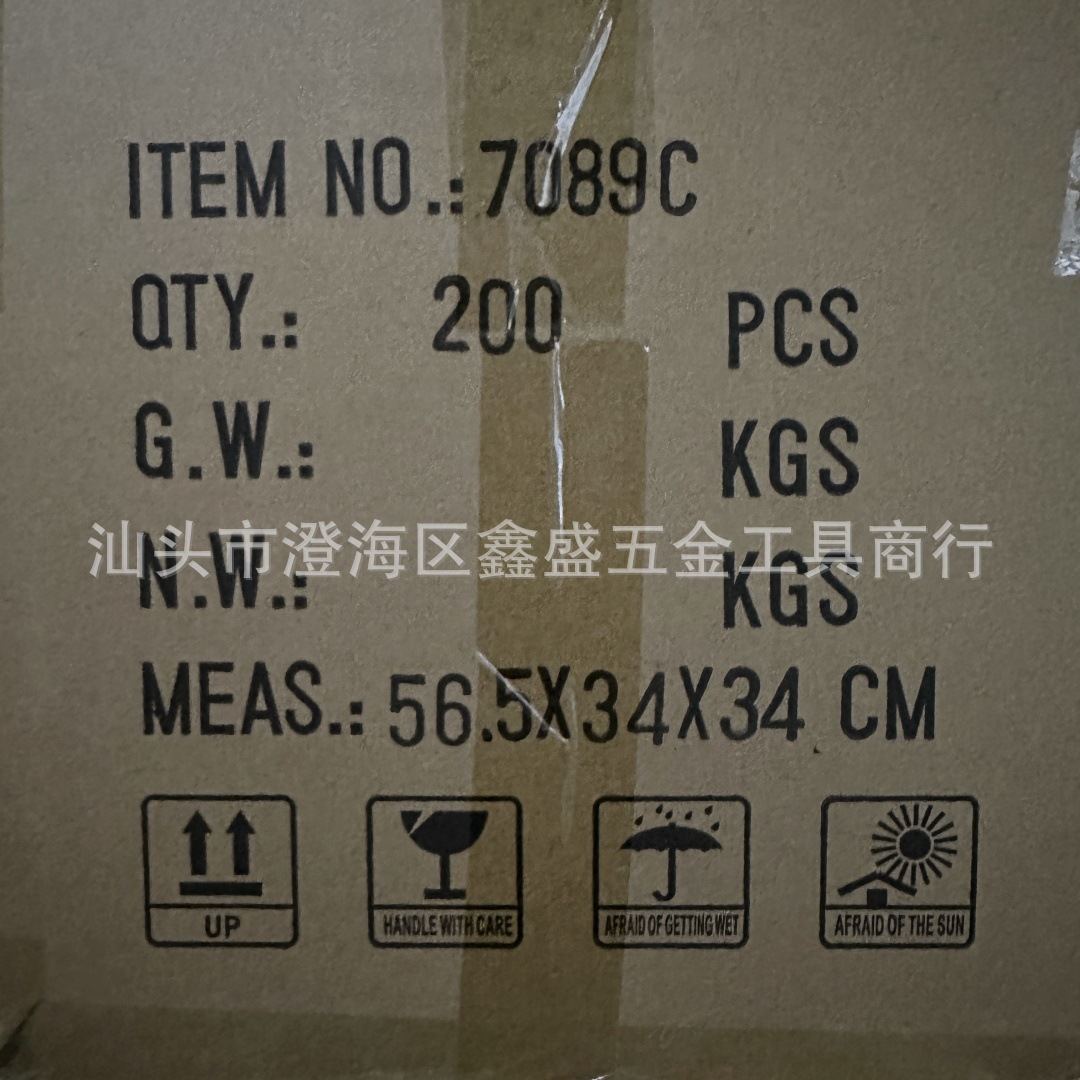 ITEM NO.:7089C
QTY.: 200 PCS
G.W.: KGS
汕头市澄海区鑫盛五金工具商行
N.W.: KGS
MEAS.: 56.5X34X34 CM
UP
HANDLE WITH CARE
AFRAID OF GETTING WET
AFRAID OF THE SUN